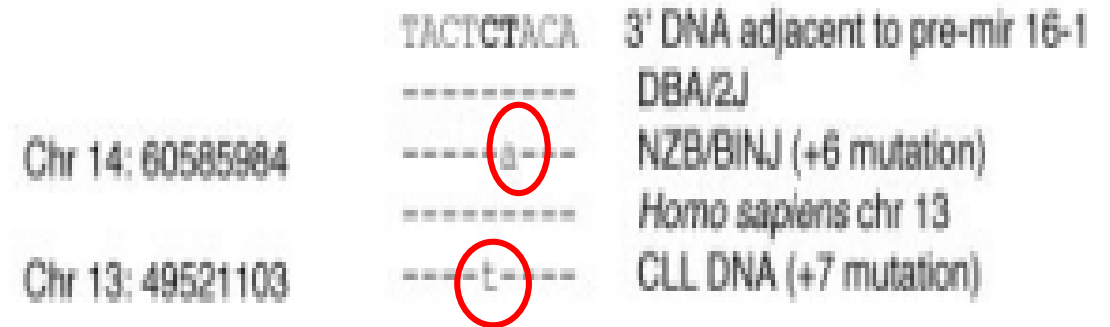 TACTCTACA 3' DNA adjacent to pre-mir 16-1
--------- DBA/2J
Chr 14: 60585984 -----a--- NZB/BINJ (+6 mutation)
--------- Homo sapiens chr 13
Chr 13: 49521103 ----t---- CLL DNA (+7 mutation)